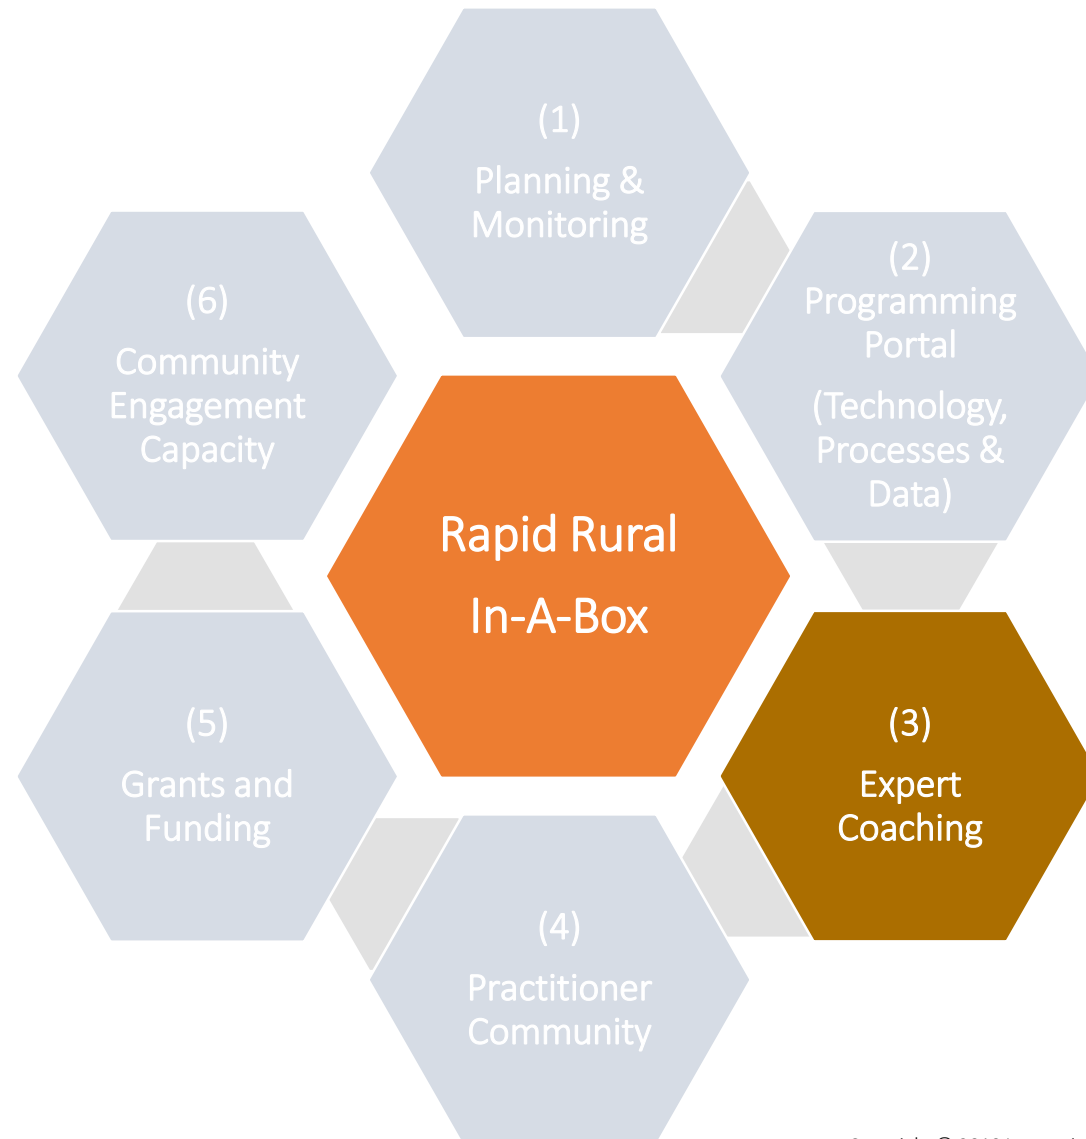 (1)
Planning &
Monitoring
(2)
Programming
Portal
(Technology,
Processes &
Data)
(3)
Expert
Coaching
(4)
Practitioner
Community
(5)
Grants and
Funding
(6)
Community
Engagement
Capacity
Rapid Rural
In-A-Box